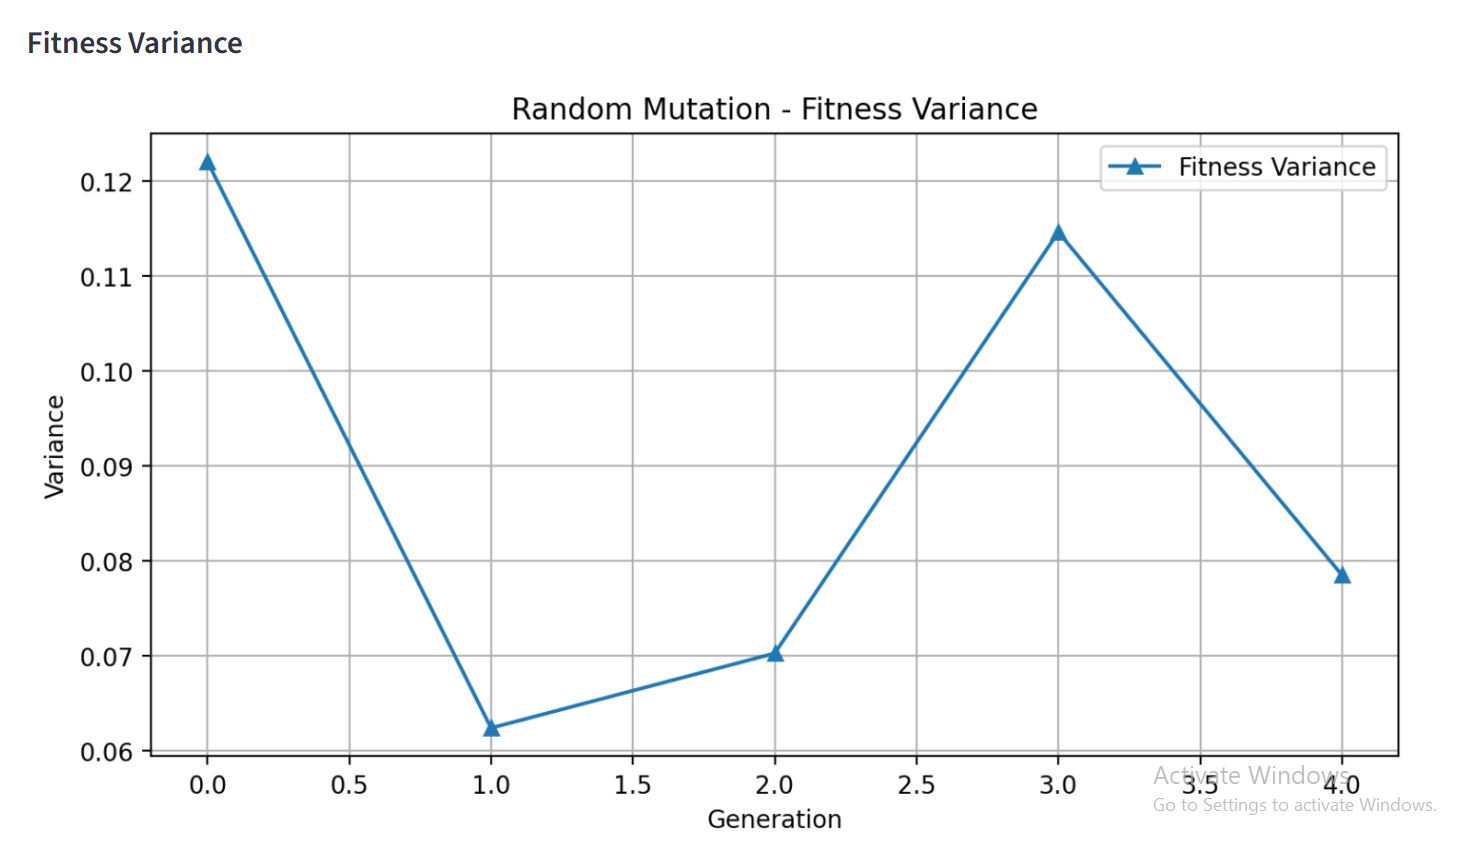 Fitness Variance
Random Mutation - Fitness Variance
Fitness Variance
0.12
0.11
0.10
0.09
0.08
0.07
0.06
Variance
0.0 0.5 1.0 1.5 2.0 2.5 3.0 3.5 4.0
Generation
Activate Windows
Go to Settings to activate Windows.